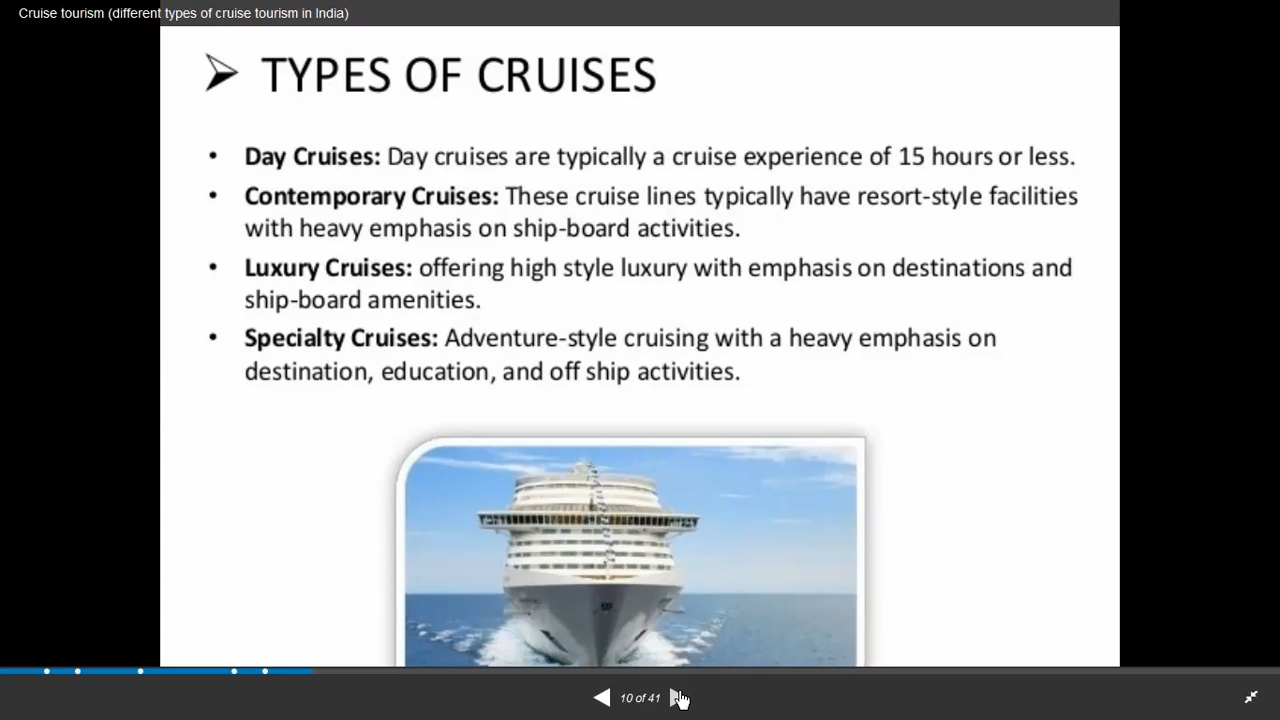 Cruise tourism (different types of cruise tourism in India)
TYPES OF CRUISES
Day Cruises: Day cruises are typically a cruise experience of 15 hours or less.
Contemporary Cruises: These cruise lines typically have resort-style facilities
with heavy emphasis on ship-board activities.
Luxury Cruises: offering high style luxury with emphasis on destinations and
ship-board amenities.
Specialty Cruises: Adventure-style cruising with a heavy emphasis on
destination, education, and off ship activities.
10 of 41